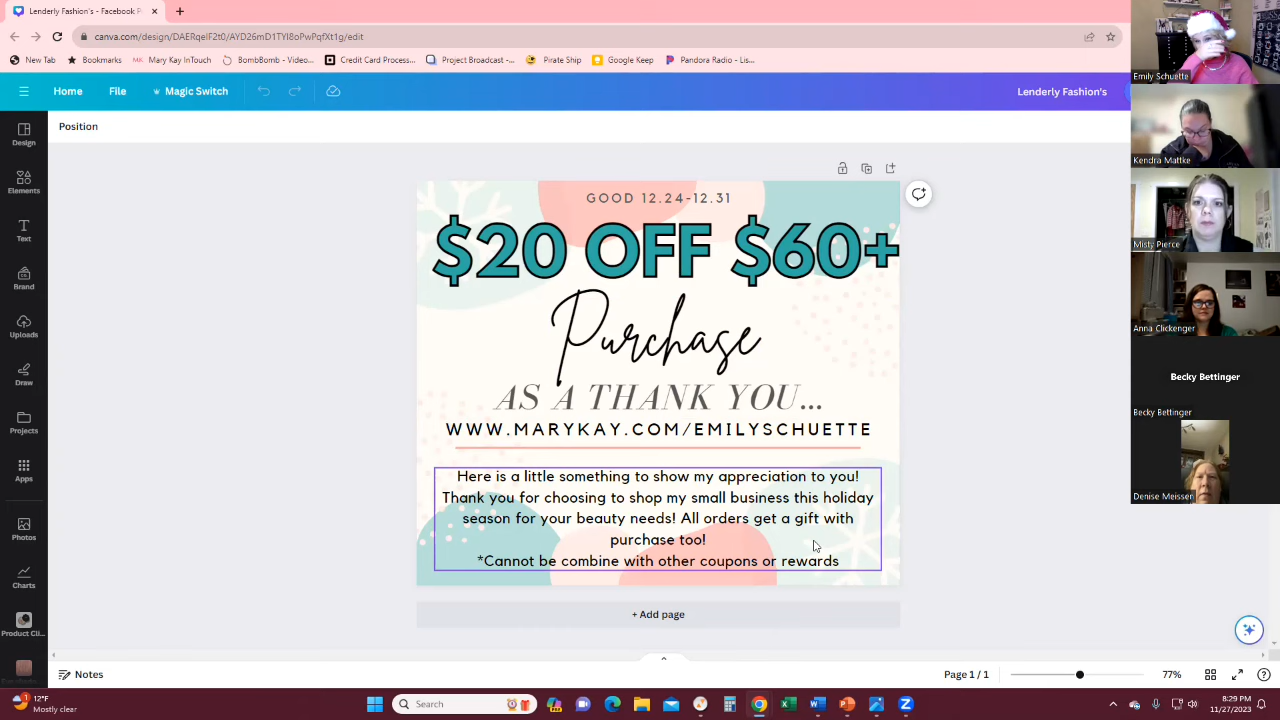 Lenderly Fashion's - Facebook P
canva.com/design/DAERqeIF2t0/AYD26mD1TYI8oPwPqfXt1g/edit
New Tab
Bookmarks
Mary Kay InTouch
BombBomb - Video,...
Credit Card Process...
Project Broadcast -...
Pirate Ship
Google Keep
Pandora Radio - Lis...
Home
File
Magic Switch
Lenderly Fashion's
Position
Design
Elements
Text
Brand
Uploads
Draw
Projects
Apps
Photos
Charts
Product Cli...
GOOD 12.24-12.31
$20 OFF $60+
Purchase
AS A THANK YOU...
WWW.MARYKAY.COM/EMILYSCHUETTE
Here is a little something to show my appreciation to you!
Thank you for choosing to shop my small business this holiday
season for your beauty needs! All orders get a gift with
purchase too!
*Cannot be combine with other coupons or rewards
+ Add page
Notes
Page 1 / 1
77%
Emily Schuette
Kendra Mattke
Misty Pierce
Anna Clickenger
Becky Bettinger
Becky Bettinger
Denise Meissen
1
12°F
Mostly clear
Search
8:29 PM
11/27/2023